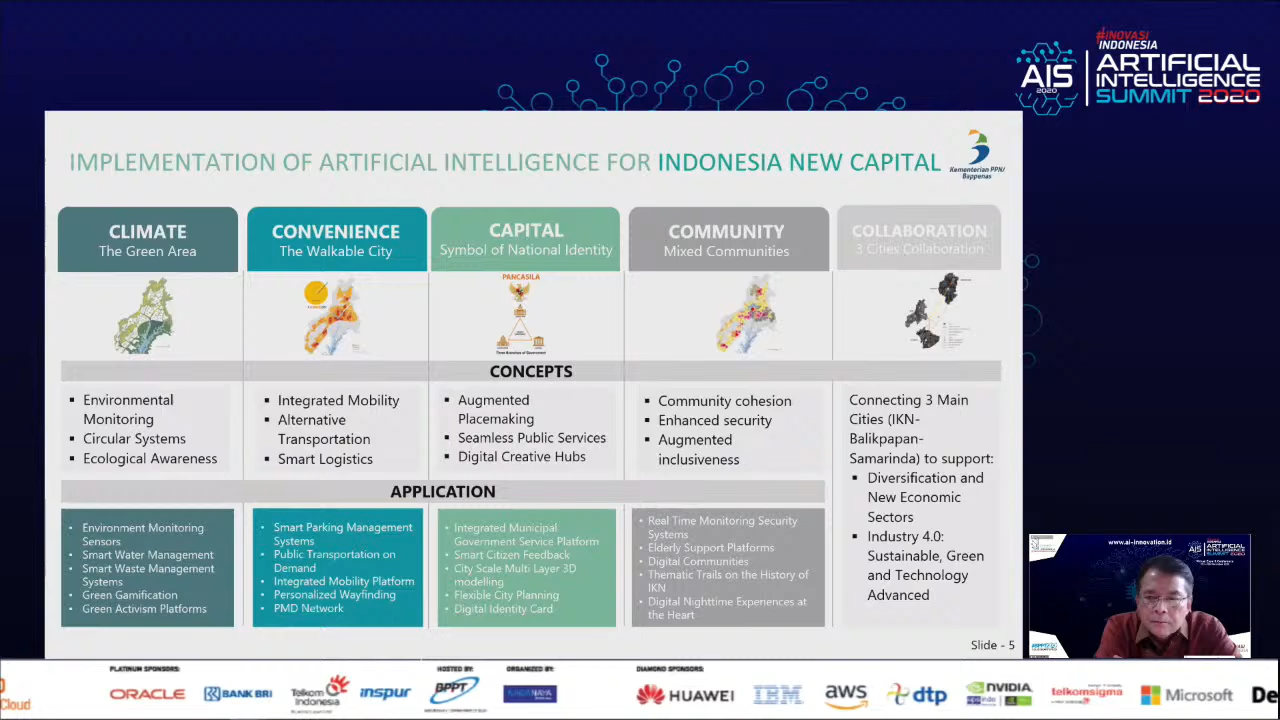 #INOVASI
INDONESIA
AIS
2020
ARTIFICIAL
INTELLIGENCE
SUMMIT 2020
IMPLEMENTATION OF ARTIFICIAL INTELLIGENCE FOR INDONESIA NEW CAPITAL
Kementerian PPN/
Bappenas
CLIMATE
The Green Area
CONVENIENCE
The Walkable City
CAPITAL
Symbol of National Identity
COMMUNITY
Mixed Communities
COLLABORATION
3 Cities Collaboration
PANCASILA
Three Branches of Government
CONCEPTS
▪ Environmental
Monitoring
▪ Circular Systems
▪ Ecological Awareness
▪ Integrated Mobility
▪ Alternative
Transportation
▪ Smart Logistics
▪ Augmented
Placemaking
▪ Seamless Public Services
▪ Digital Creative Hubs
▪ Community cohesion
▪ Enhanced security
▪ Augmented
inclusiveness
Connecting 3 Main
Cities (IKN-
Balikpapan-
Samarinda) to support:
▪ Diversification and
New Economic
Sectors
▪ Industry 4.0:
Sustainable, Green
and Technology
Advanced
APPLICATION
• Environment Monitoring
Sensors
• Smart Water Management
• Smart Waste Management
Systems
• Green Gamification
• Green Activism Platforms
• Smart Parking Management
Systems
• Public Transportation on
Demand
• Integrated Mobility Platform
• Personalized Wayfinding
• PMD Network
• Integrated Municipal
Government Service Platform
• Smart Citizen Feedback
• City Scale Multi Layer 3D
modelling
• Flexible City Planning
• Digital Identity Card
• Real Time Monitoring Security
Systems
• Elderly Support Platforms
• Digital Communities
• Thematic Trails on the History of
IKN
• Digital Nighttime Experiences at
the Heart
Slide - 5
www.ai-innovation.id
PLATINUM SPONSORS:
HOSTED BY:
ORGANIZED BY:
DIAMOND SPONSORS:
Cloud
ORACLE
BANK BRI
Telkom
Indonesia
inspur
BPPT
HUAWEI
IBM
aws
dtp
NVIDIA
telkomsigma
Microsoft